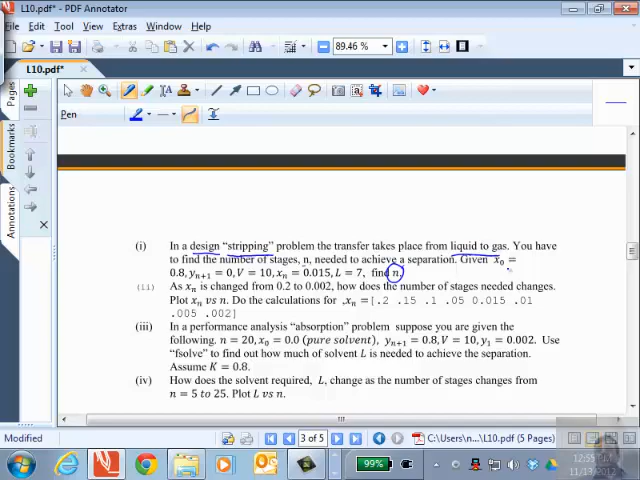 L10.pdf* - PDF Annotator
File Edit Tool View Extras Window Help
89.46 %
L10.pdf*
Pages
Bookmarks
Annotations
Pen
(i) In a design “stripping” problem the transfer takes place from liquid to gas. You have
to find the number of stages, n, needed to achieve a separation. Given x₀ =
0.8, yₙ₊₁ = 0, V = 10, xₙ = 0.015, L = 7, find n.
(ii) As xₙ is changed from 0.2 to 0.002, how does the number of stages needed changes.
Plot xₙ vs n. Do the calculations for ,xₙ = [.2 .15 .1 .05 0.015 .01
.005 .002]
(iii) In a performance analysis “absorption” problem suppose you are given the
following. n = 20, x₀ = 0.0 (pure solvent), yₙ₊₁ = 0.8, V = 10, y₁ = 0.002. Use
“fsolve” to find out how much of solvent L is needed to achieve the separation.
Assume K = 0.8.
(iv) How does the solvent required, L, change as the number of stages changes from
n = 5 to 25. Plot L vs n.
Modified
3 of 5
C:\Users\n... L10.pdf (5 Pages)
99%
12:55 PM
11/13/2012